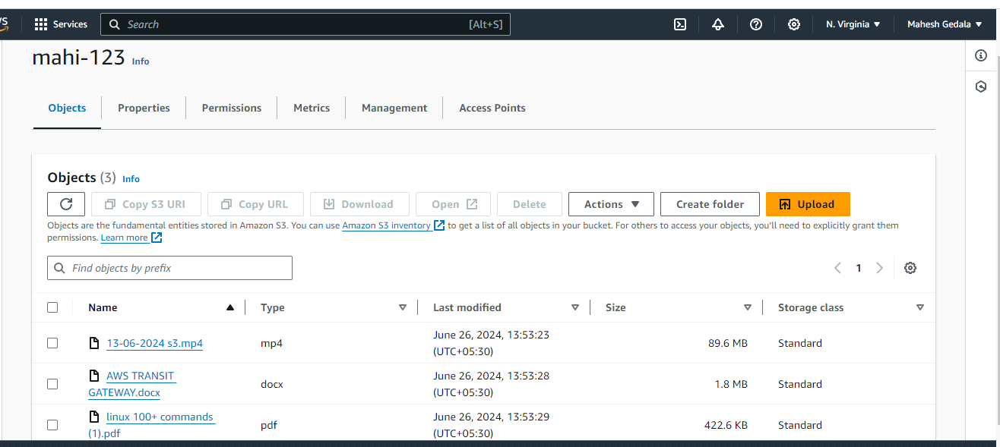 Services
Search
[Alt+S]
N. Virginia
Mahesh Gedala
mahi-123 Info
Objects
Properties
Permissions
Metrics
Management
Access Points
Objects (3) Info
Copy S3 URI
Copy URL
Download
Open
Delete
Actions
Create folder
Upload
Objects are the fundamental entities stored in Amazon S3. You can use Amazon S3 inventory to get a list of all objects in your bucket. For others to access your objects, you'll need to explicitly grant them
permissions. Learn more
Find objects by prefix
1
Name Type Last modified Size Storage class
13-06-2024 s3.mp4 mp4 June 26, 2024, 13:53:23 89.6 MB Standard
(UTC+05:30)
AWS TRANSIT docx June 26, 2024, 13:53:28 1.8 MB Standard
GATEWAY.docx (UTC+05:30)
linux 100+ commands pdf June 26, 2024, 13:53:29 422.6 KB Standard
(1).pdf (UTC+05:30)